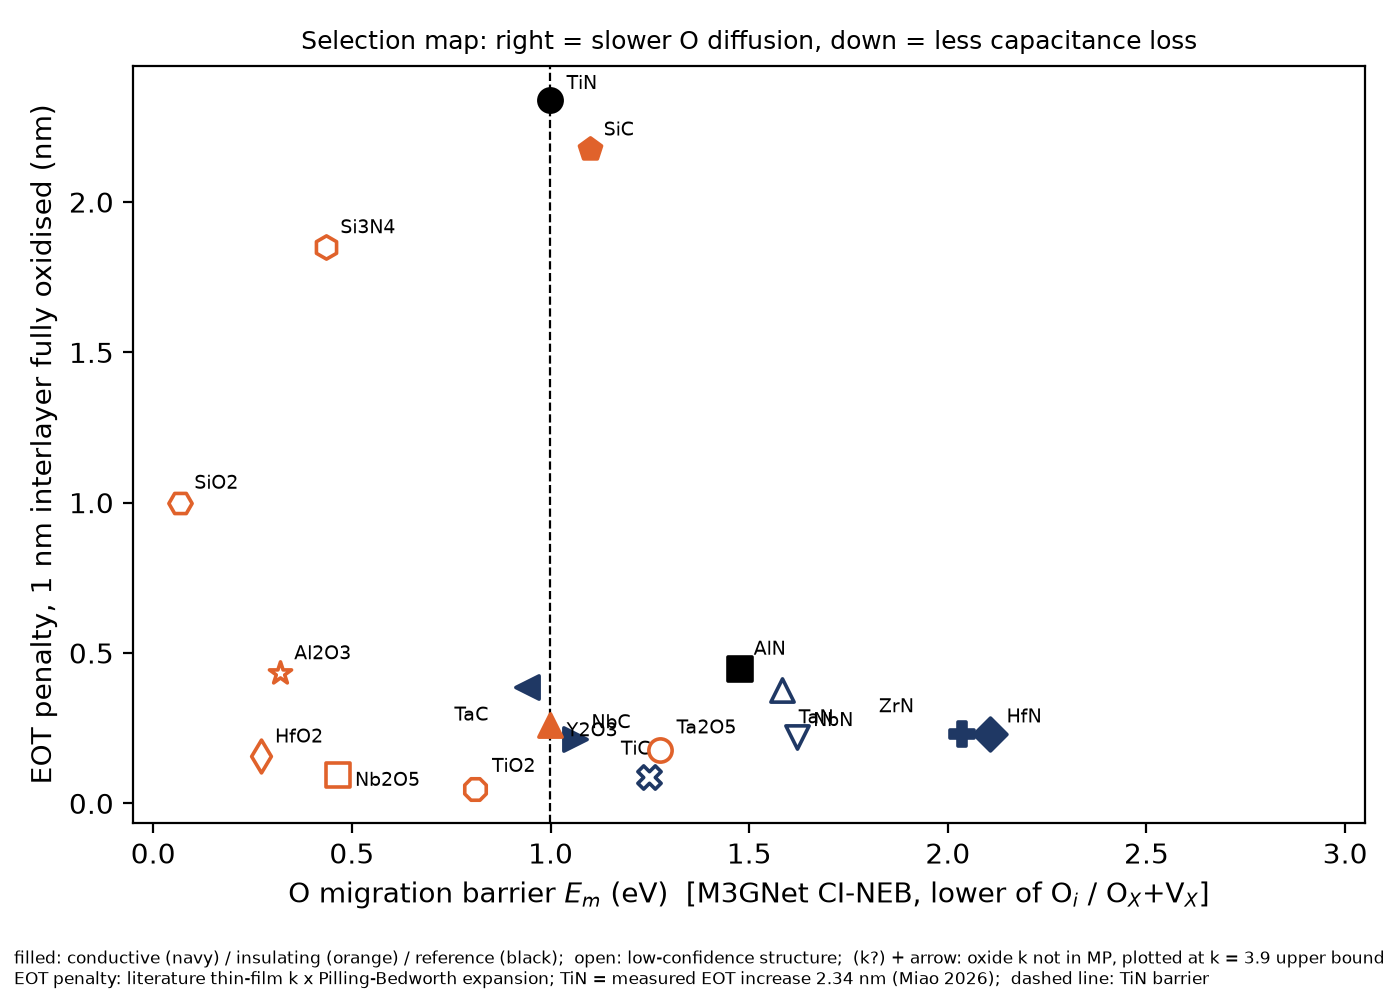 Selection map: right = slower O diffusion, down = less capacitance loss
EOT penalty, 1 nm interlayer fully oxidised (nm)
2.0
1.5
1.0
0.5
0.0
TiN
SiC
Si3N4
SiO2
Al2O3
AlN
TaC
NbC
Y2O3
TiC
Ta2O5
TaN
NbN
ZrN
HfN
HfO2
Nb2O5
TiO2
0.0 0.5 1.0 1.5 2.0 2.5 3.0
O migration barrier Eₘ (eV) [M3GNet CI-NEB, lower of Oᵢ / O_X+V_X]
filled: conductive (navy) / insulating (orange) / reference (black); open: low-confidence structure; (k?) + arrow: oxide k not in MP, plotted at k = 3.9 upper bound
EOT penalty: literature thin-film k x Pilling-Bedworth expansion; TiN = measured EOT increase 2.34 nm (Miao 2026); dashed line: TiN barrier